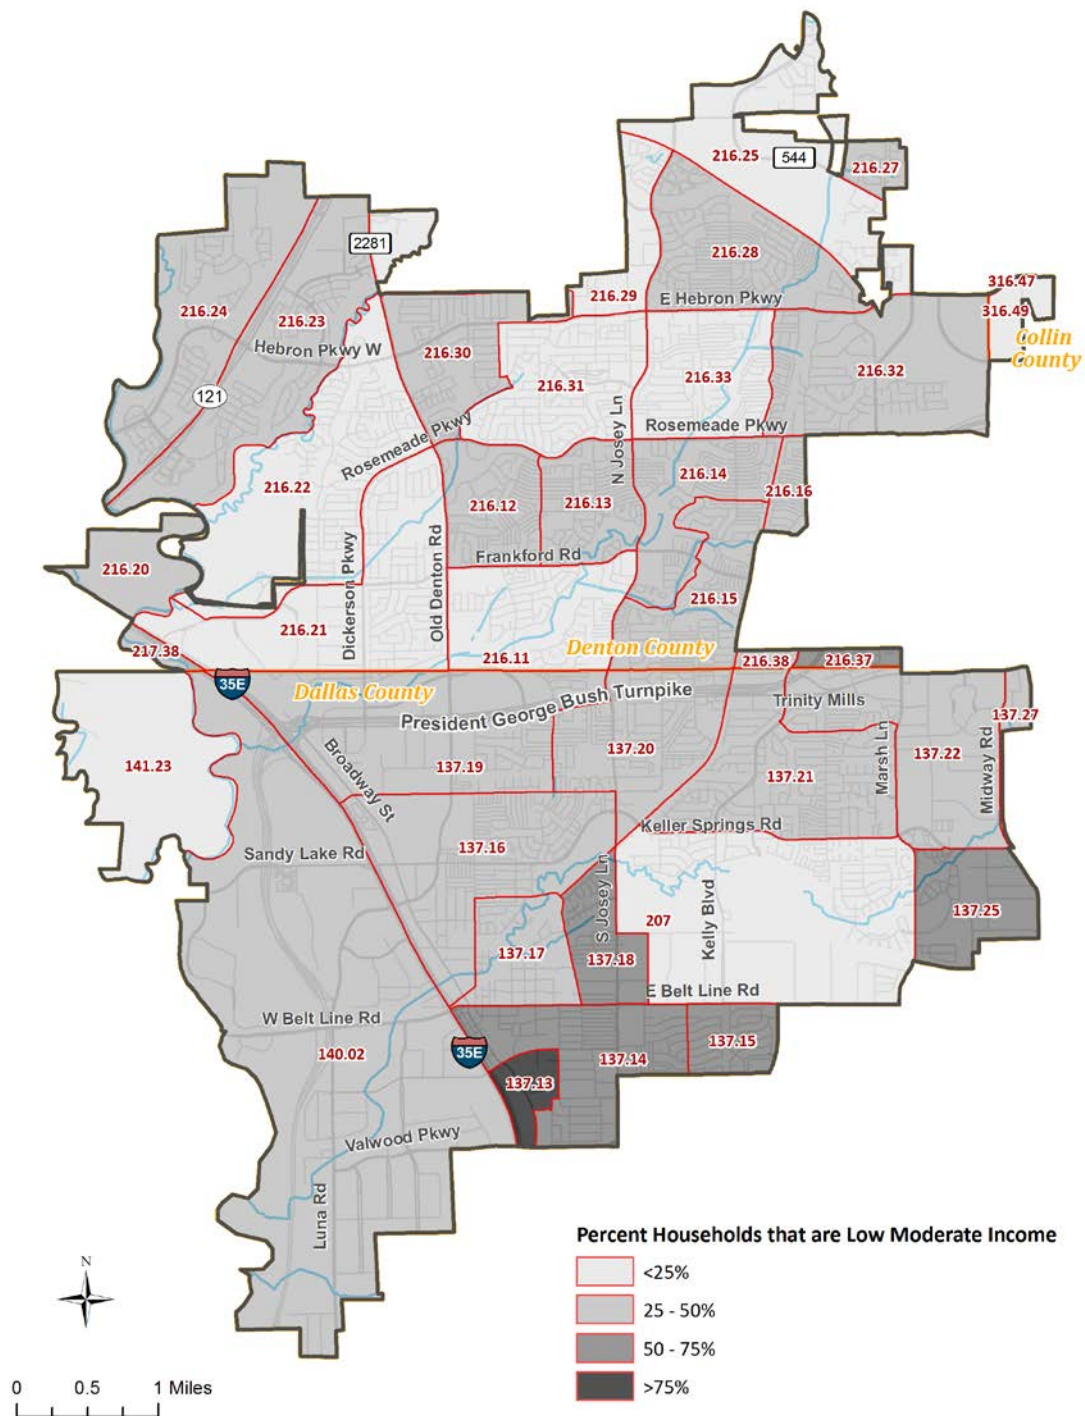 216.25
544
216.27
2281
216.28
316.47
216.29
E Hebron Pkwy
316.49
216.24
216.23
Collin
County
Hebron Pkwy W
216.30
216.31
216.33
216.32
121
N Josey Ln
Rosemeade Pkwy
Rosemeade Pkwy
216.22
216.12
216.13
216.14
216.16
Dickerson Pkwy
Old Denton Rd
Frankford Rd
216.20
216.15
216.21
217.38
216.11
Denton County
216.38
216.37
35E
Dallas County
President George Bush Turnpike
Trinity Mills
137.27
141.23
Broadway St
137.19
137.20
137.21
Marsh Ln
137.22
Midway Rd
Keller Springs Rd
Sandy Lake Rd
137.16
S Josey Ln
207
Kelly Blvd
137.25
137.17
137.18
E Belt Line Rd
W Belt Line Rd
140.02
35E
137.13
137.14
137.15
Valwood Pkwy
Luna Rd
Percent Households that are Low Moderate Income
<25%
25 - 50%
50 - 75%
>75%
N
0 0.5 1 Miles